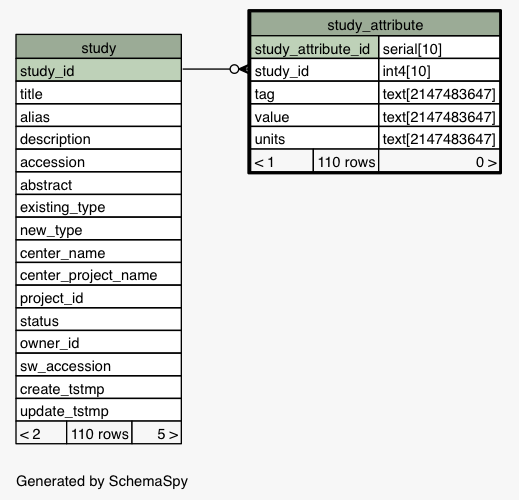 study
study_id
title
alias
description
accession
abstract
existing_type
new_type
center_name
center_project_name
project_id
status
owner_id
sw_accession
create_tstmp
update_tstmp
< 2 110 rows 5 >
study_attribute
study_attribute_id serial[10]
study_id int4[10]
tag text[2147483647]
value text[2147483647]
units text[2147483647]
< 1 110 rows 0 >
Generated by SchemaSpy